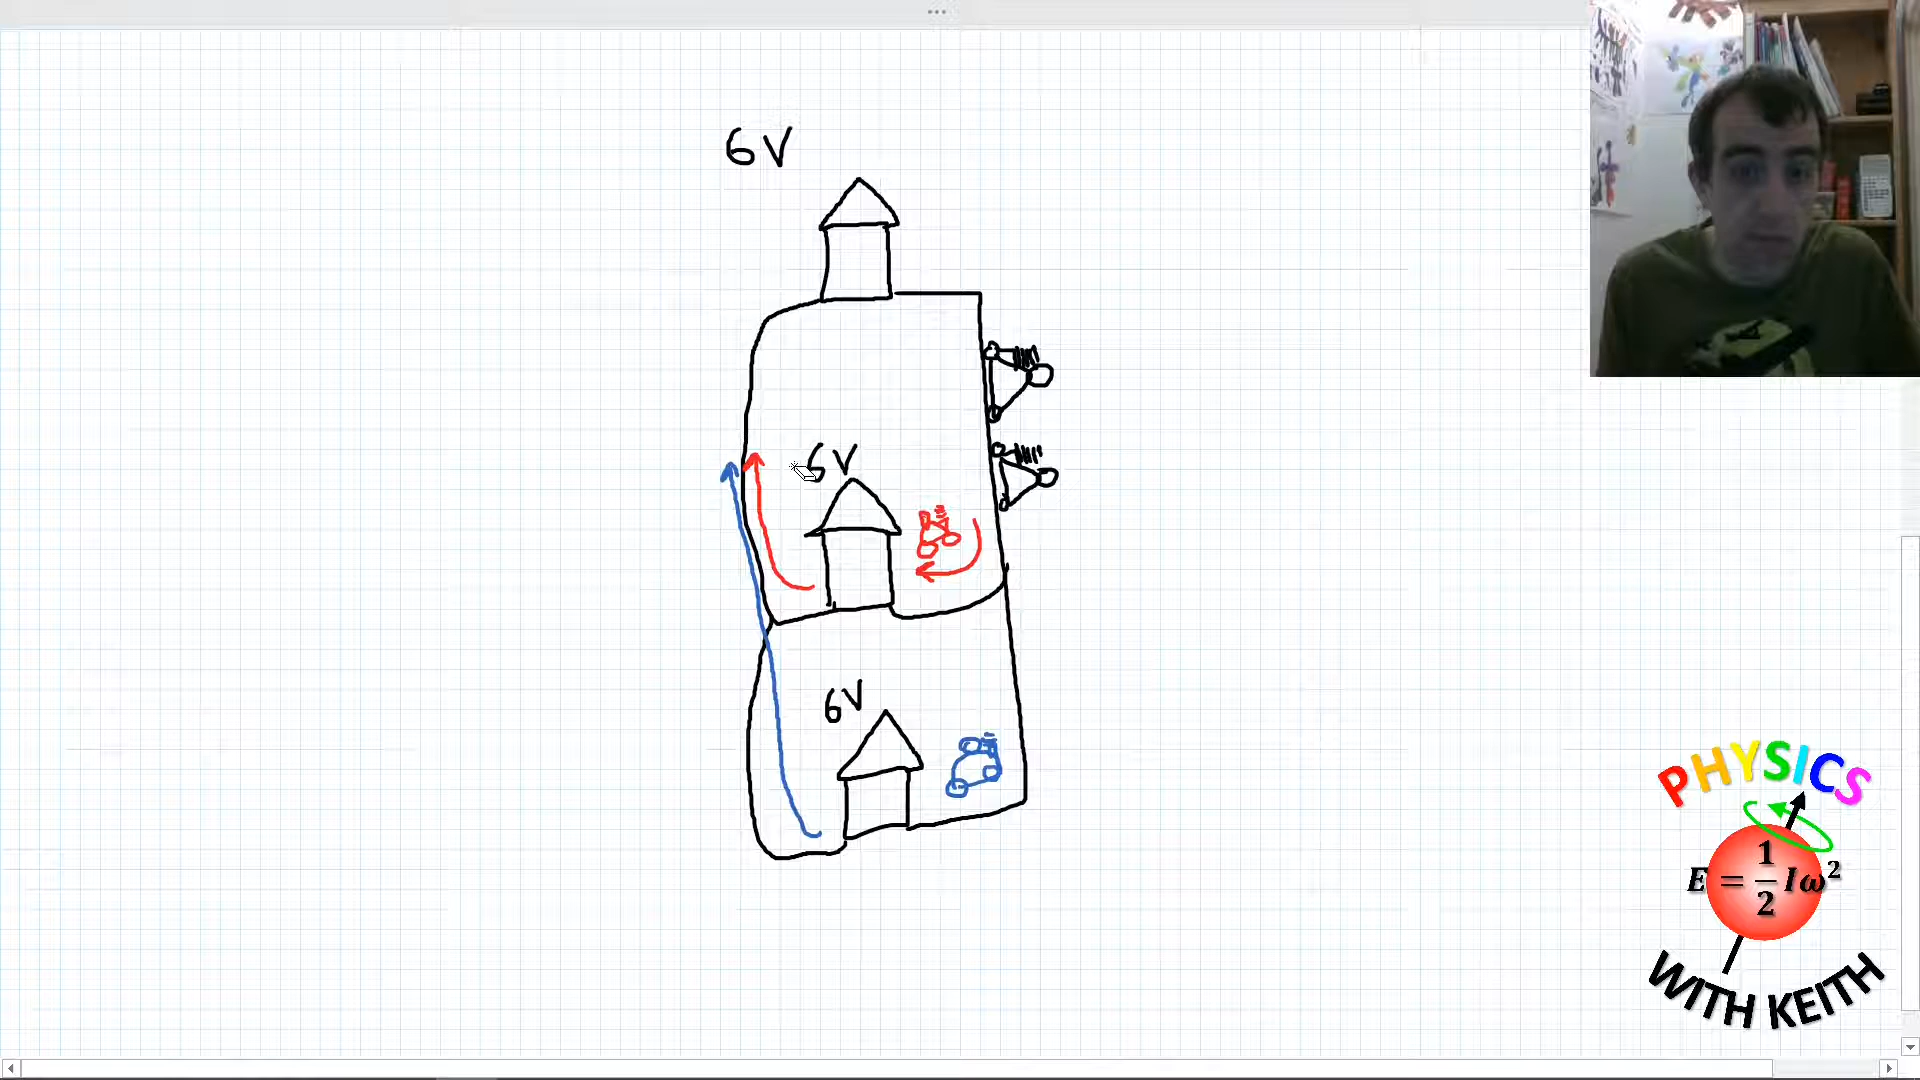 6V
6V
6V
PHYSICS
E = 1/2 Iω²
WITH KEITH